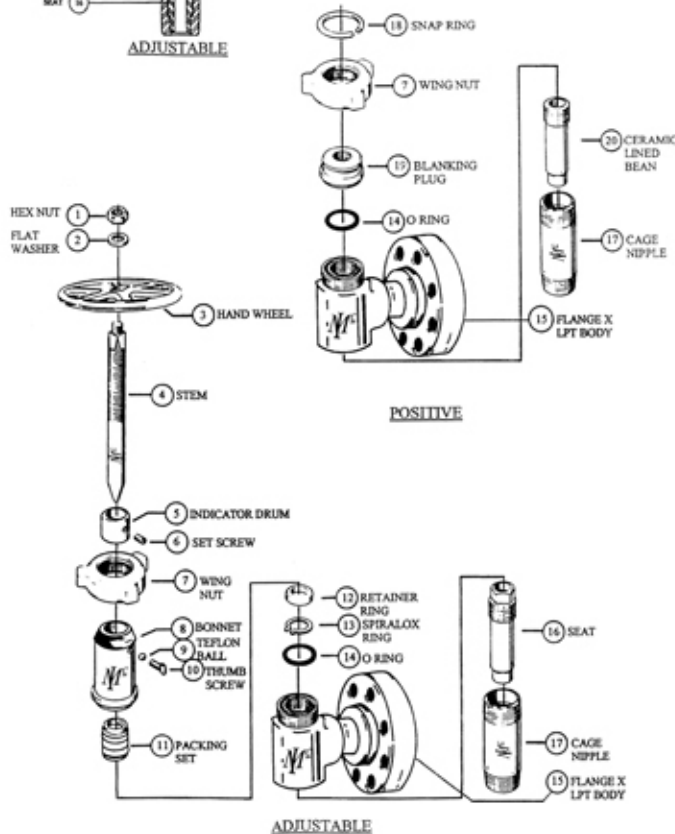 SEAT 16
ADJUSTABLE
18 SNAP RING
7 WING NUT
19 BLANKING
PLUG
14 O RING
20 CERAMIC
LINED
BEAN
17 CAGE
NIPPLE
15 FLANGE X
LPT BODY
POSITIVE
HEX NUT 1
FLAT
WASHER 2
3 HAND WHEEL
4 STEM
5 INDICATOR DRUM
6 SET SCREW
7 WING
NUT
8 BONNET
9 TEFLON
BALL
10 THUMB
SCREW
11 PACKING
SET
12 RETAINER
RING
13 SPIRALOX
RING
14 O RING
16 SEAT
17 CAGE
NIPPLE
15 FLANGE X
LPT BODY
ADJUSTABLE